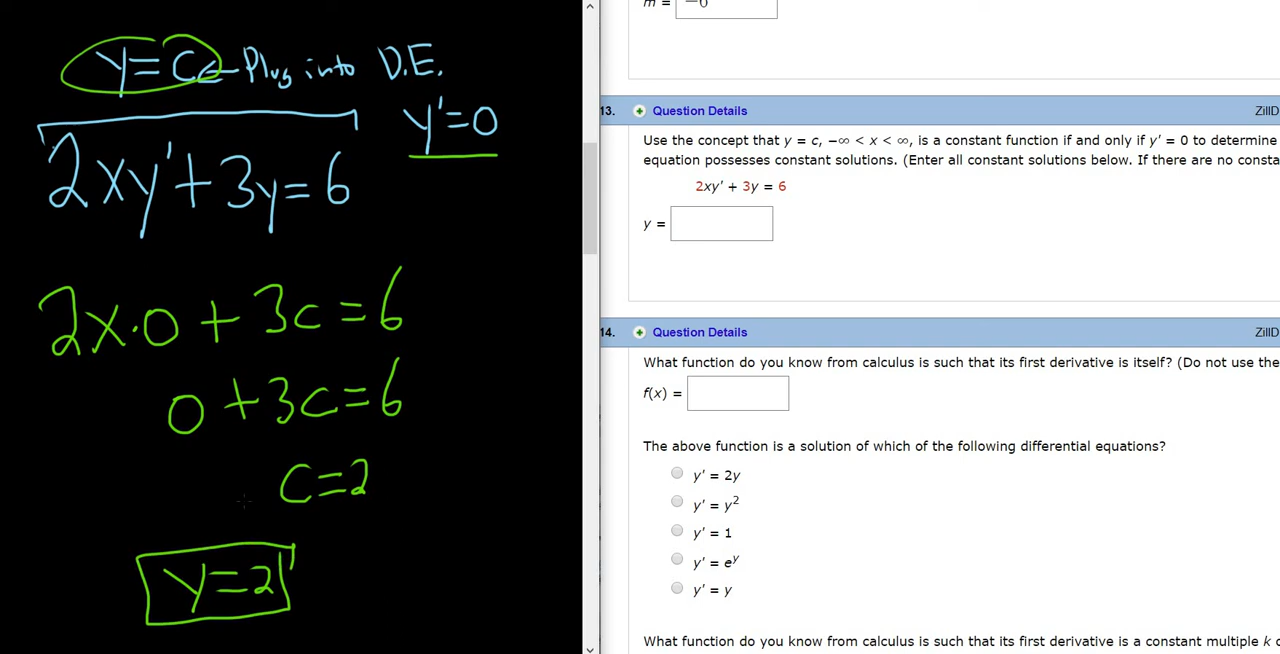 y = c ← Plug into D.E.
y' = 0
2xy' + 3y = 6
2x·0 + 3c = 6
0 + 3c = 6
c = 2
y = 2
m =
13.
Question Details
ZillD
Use the concept that y = c, −∞ < x < ∞, is a constant function if and only if y' = 0 to determine
equation possesses constant solutions. (Enter all constant solutions below. If there are no consta
2xy' + 3y = 6
y =
14.
Question Details
ZillD
What function do you know from calculus is such that its first derivative is itself? (Do not use the
f(x) =
The above function is a solution of which of the following differential equations?
y' = 2y
y' = y²
y' = 1
y' = eʸ
y' = y
What function do you know from calculus is such that its first derivative is a constant multiple k